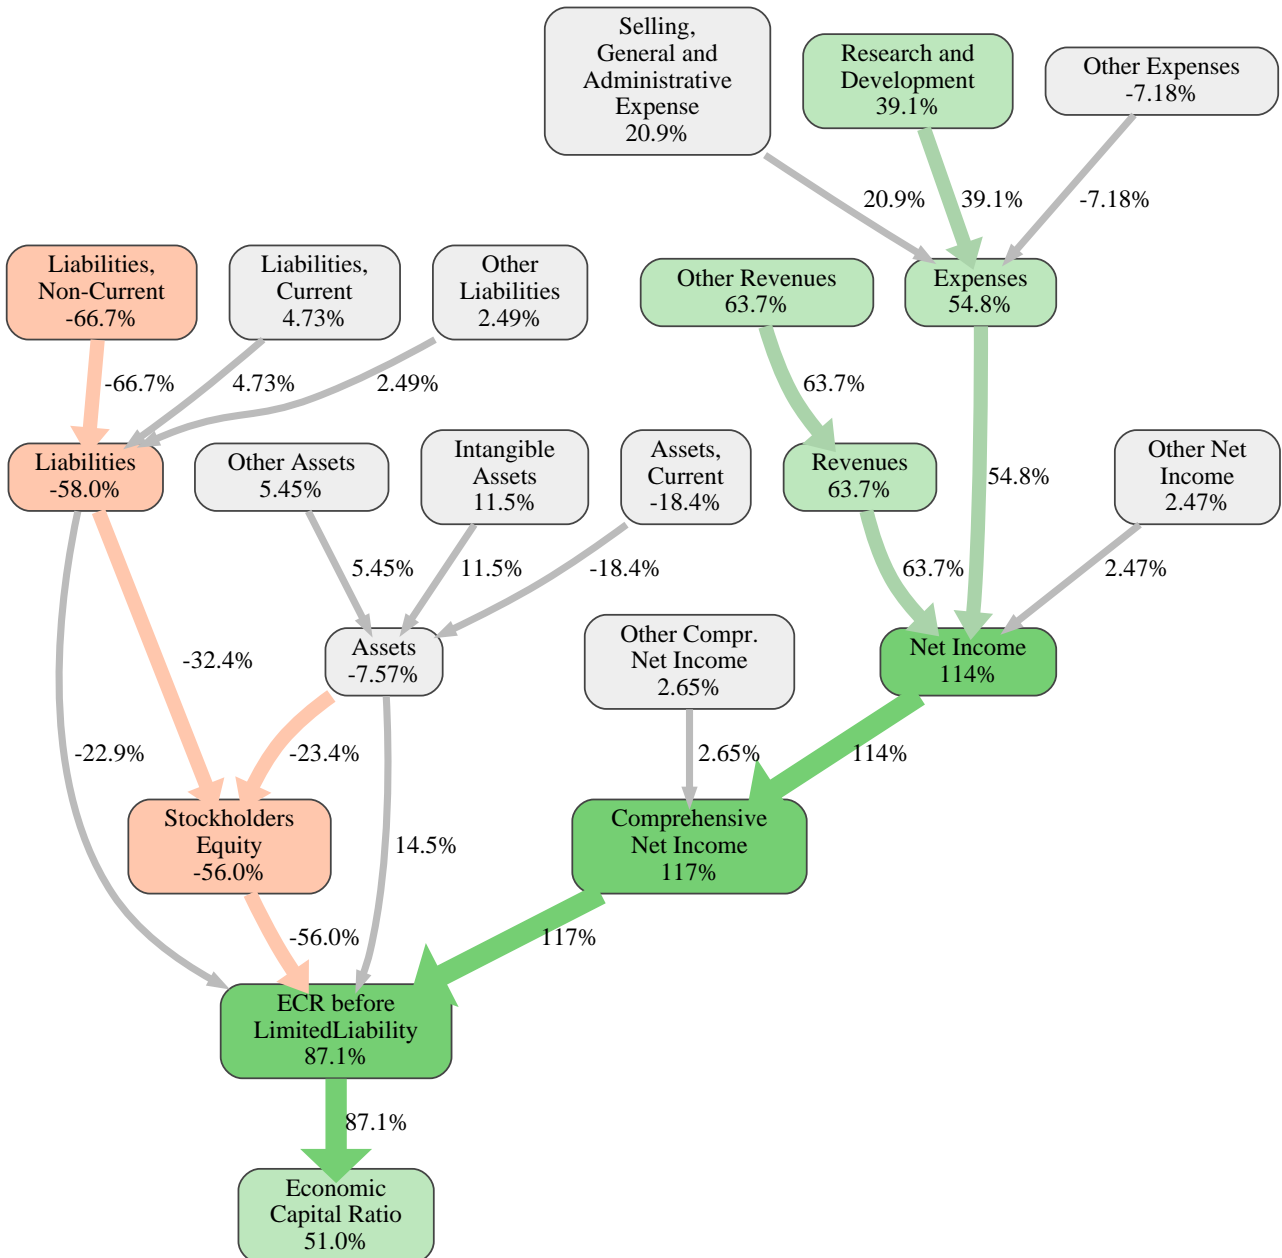 Selling,
General and
Administrative
Expense
20.9%
Research and
Development
39.1%
Other Expenses
-7.18%
20.9%
39.1%
-7.18%
Liabilities,
Non-Current
-66.7%
Liabilities,
Current
4.73%
Other
Liabilities
2.49%
Other Revenues
63.7%
Expenses
54.8%
-66.7%
4.73%
2.49%
63.7%
Liabilities
-58.0%
Other Assets
5.45%
Intangible
Assets
11.5%
Assets,
Current
-18.4%
Revenues
63.7%
54.8%
Other Net
Income
2.47%
5.45%
11.5%
-18.4%
63.7%
2.47%
-32.4%
Assets
-7.57%
Other Compr.
Net Income
2.65%
Net Income
114%
-22.9%
-23.4%
2.65%
114%
Stockholders
Equity
-56.0%
14.5%
Comprehensive
Net Income
117%
-56.0%
117%
ECR before
LimitedLiability
87.1%
87.1%
Economic
Capital Ratio
51.0%